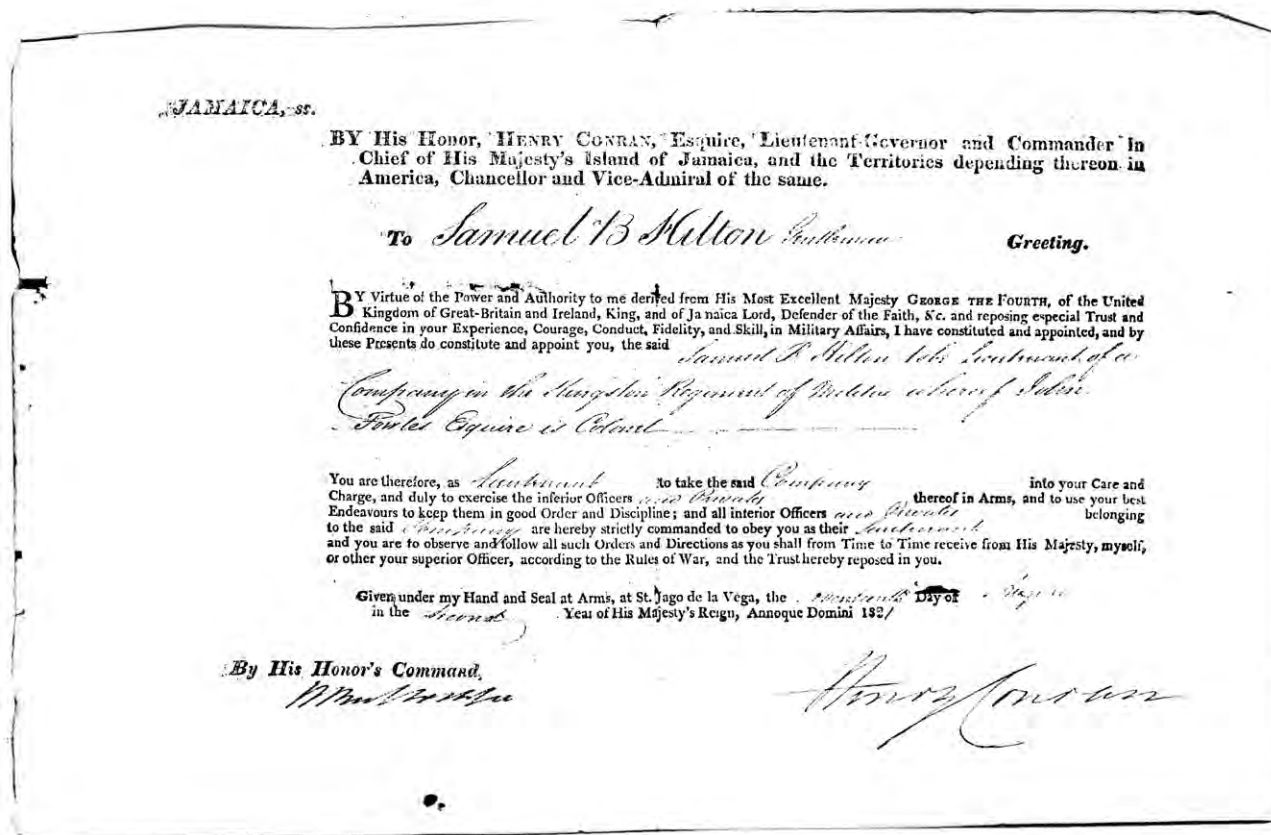 JAMAICA, ss.
BY His Honor, HENRY CONRAN, Esquire, Lieutenant-Governor and Commander in
Chief of His Majesty's Island of Jamaica, and the Territories depending thereon in
America, Chancellor and Vice-Admiral of the same.
To Samuel B Hilton Gentleman Greeting.
BY Virtue of the Power and Authority to me derived from His Most Excellent Majesty GEORGE THE FOURTH, of the United
Kingdom of Great-Britain and Ireland, King, and of Jamaica Lord, Defender of the Faith, &c. and reposing especial Trust and
Confidence in your Experience, Courage, Conduct, Fidelity, and Skill, in Military Affairs, I have constituted and appointed, and by
these Presents do constitute and appoint you, the said
Samuel B Hilton to be Lieutenant of a
Company in the Kingston Regiment of Militia whereof John
Fowles Esquire is Colonel
You are therefore, as Lieutenant to take the said Company into your Care and
Charge, and duly to exercise the inferior Officers and Privates thereof in Arms, and to use your best
Endeavours to keep them in good Order and Discipline; and all interior Officers and Privates belonging
to the said Company are hereby strictly commanded to obey you as their Lieutenant
and you are to observe and follow all such Orders and Directions as you shall from Time to Time receive from His Majesty, myself,
or other your superior Officer, according to the Rules of War, and the Trust hereby reposed in you.
Given under my Hand and Seal at Arms, at St. Jago de la Vega, the Day of
in the Second Year of His Majesty's Reign, Annoque Domini 1821
By His Honor's Command,
Henry Conran